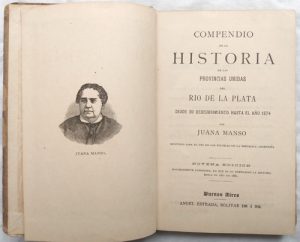 JUANA MANSO.
COMPENDIO
DE LA
HISTORIA
DE LAS
PROVINCIAS UNIDAS
DEL
RIO DE LA PLATA
DESDE SU DESCUBRIMIENTO HASTA EL AÑO 1874
POR
JUANA MANSO
NOVENA EDICION
Buenos Aires
ANGEL ESTRADA, BOLIVAR